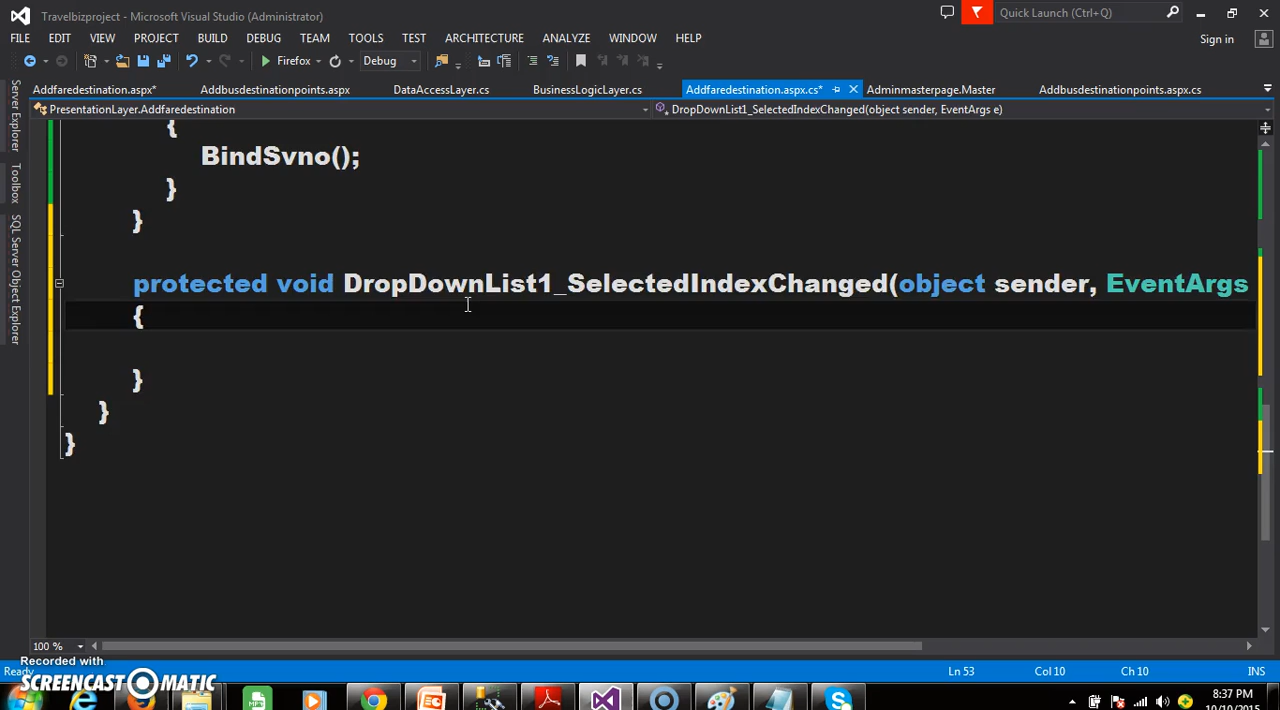 Travelbizproject - Microsoft Visual Studio (Administrator)
Quick Launch (Ctrl+Q)
FILE EDIT VIEW PROJECT BUILD DEBUG TEAM TOOLS TEST ARCHITECTURE ANALYZE WINDOW HELP
Sign in
Firefox Debug
Addfaredestination.aspx* Addbusdestinationpoints.aspx DataAccessLayer.cs BusinessLogicLayer.cs Addfaredestination.aspx.cs* Adminmasterpage.Master Addbusdestinationpoints.aspx.cs
PresentationLayer.Addfaredestination DropDownList1_SelectedIndexChanged(object sender, EventArgs e)
Server Explorer
Toolbox
SQL Server Object Explorer
{
BindSvno();
}
}
protected void DropDownList1_SelectedIndexChanged(object sender, EventArgs
{
}
}
}
100 %
Recorded with
Ready Ln 53 Col 10 Ch 10 INS
SCREENCAST MATIC
8:37 PM
10/10/2015